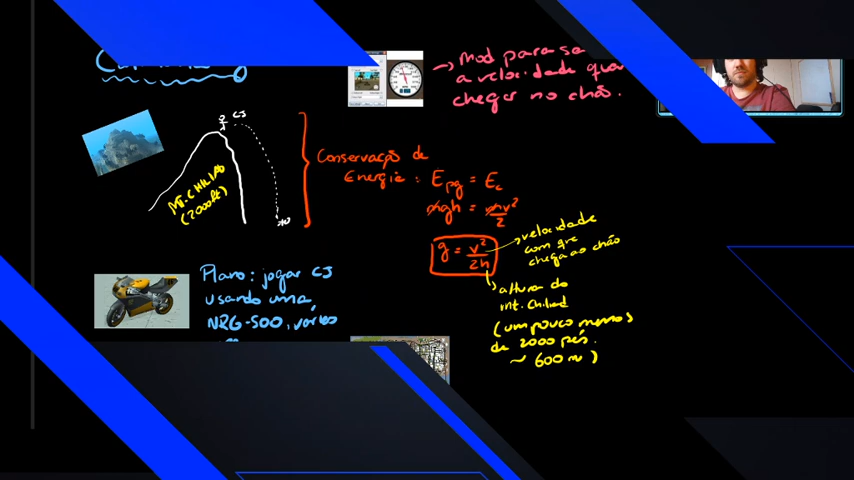 → Mod para
a velocidade
chegar no chão.
CJ
MT. CHILIAD
(2000ft)
Conservação de
Energia : Epg = Ec
mgh = mv²/2
g = v²/2h
velocidade
com que
chega ao chão
altura do
mt. Chiliad
(um pouco menos
de 2000 pés.
~ 600 m)
Plano: jogar CJ
usando uma
NRG-500, vários